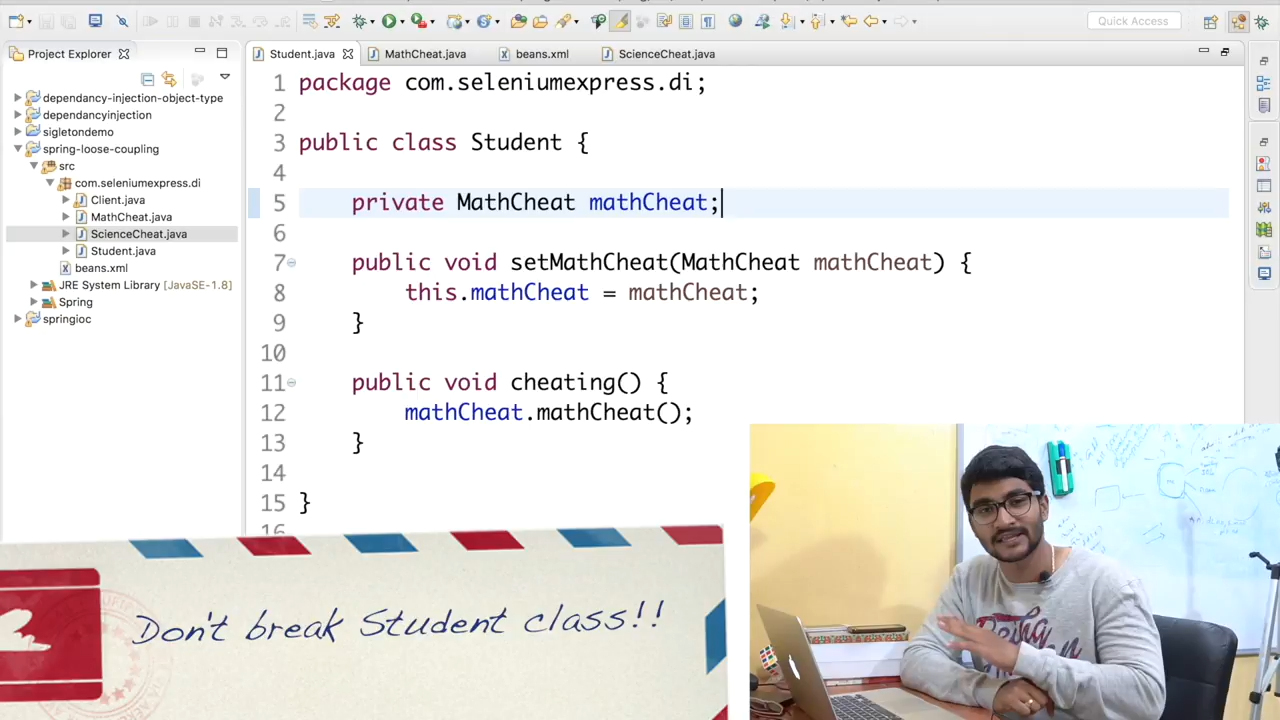 Quick Access
Project Explorer
Student.java
MathCheat.java
beans.xml
ScienceCheat.java
dependancy-injection-object-type
dependancyinjection
sigletondemo
spring-loose-coupling
src
com.seleniumexpress.di
Client.java
MathCheat.java
ScienceCheat.java
Student.java
beans.xml
JRE System Library [JavaSE-1.8]
Spring
springioc
1 package com.seleniumexpress.di;
2
3 public class Student {
4
5 private MathCheat mathCheat;
6
7 public void setMathCheat(MathCheat mathCheat) {
8 this.mathCheat = mathCheat;
9 }
10
11 public void cheating() {
12 mathCheat.mathCheat();
13 }
14
15 }
16
Don't break Student class!!
Being